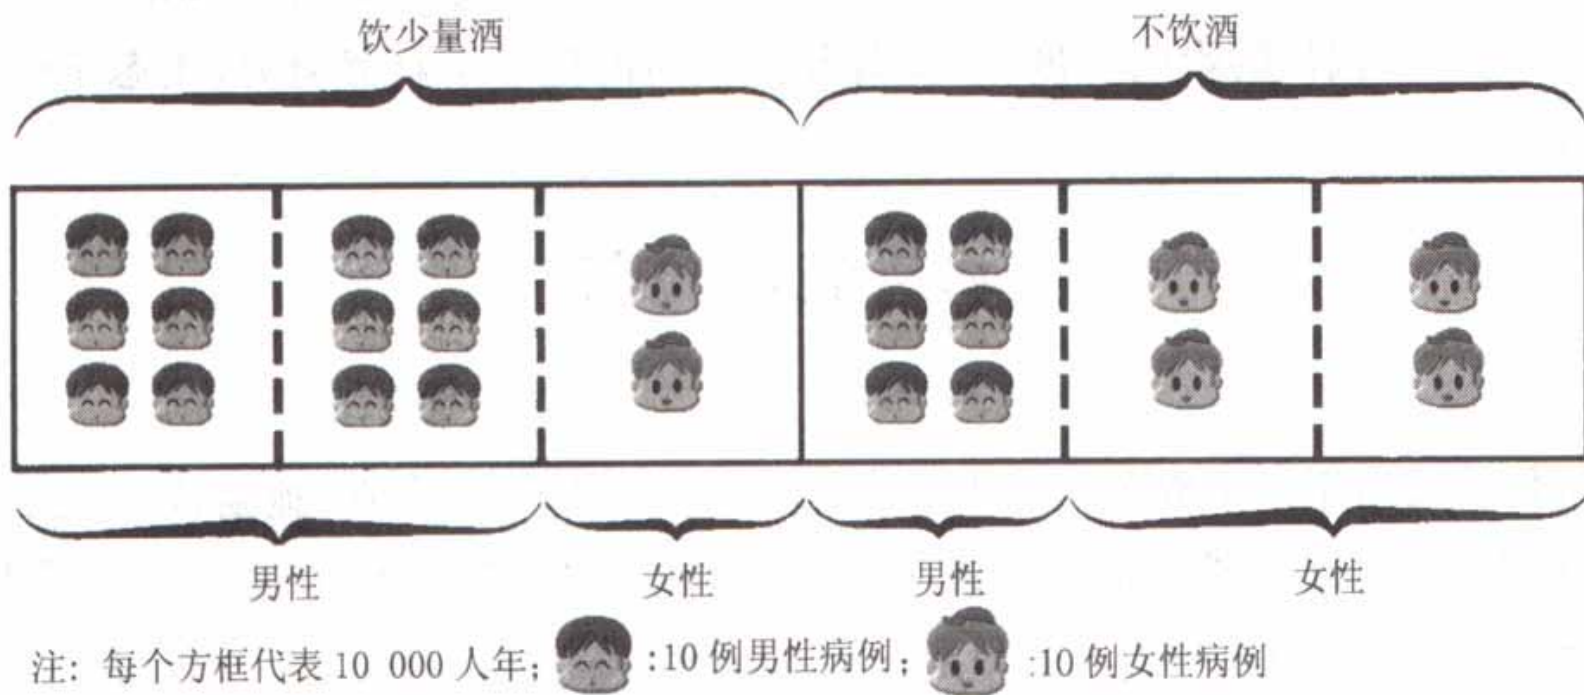 饮少量酒 不饮酒
男性 女性 男性 女性
注: 每个方框代表 10 000 人年; :10 例男性病例; :10 例女性病例